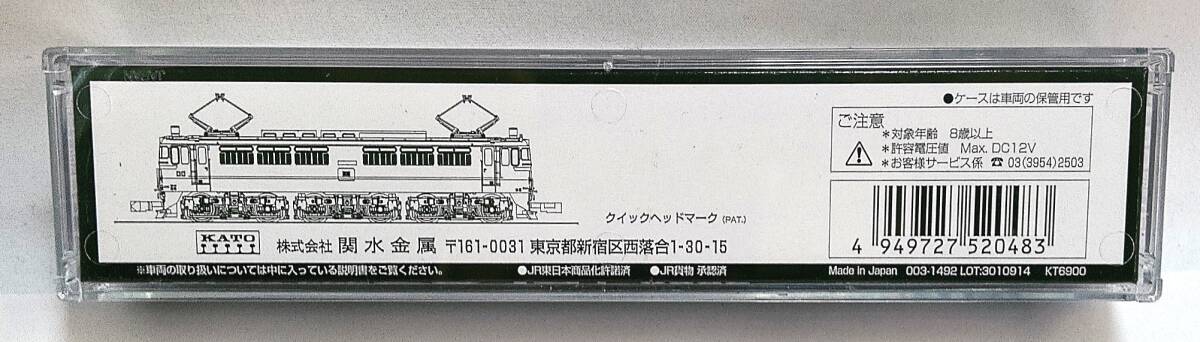 ●ケースは車両の保管用です
ご注意
＊対象年齢 8歳以上
＊許容電圧値 Max. DC12V
＊お客様サービス係 ☎ 03(3954)2503
クイックヘッドマーク (PAT.)
KATO 株式会社 関水金属 〒161-0031 東京都新宿区西落合1-30-15
4 949727 520483
※車両の取り扱いについては中に入っている説明書をご覧ください。 ●JR東日本商品化許諾済 ●JR貨物 承認済 Made in Japan 003-1492 LOT:3010914 KT6900